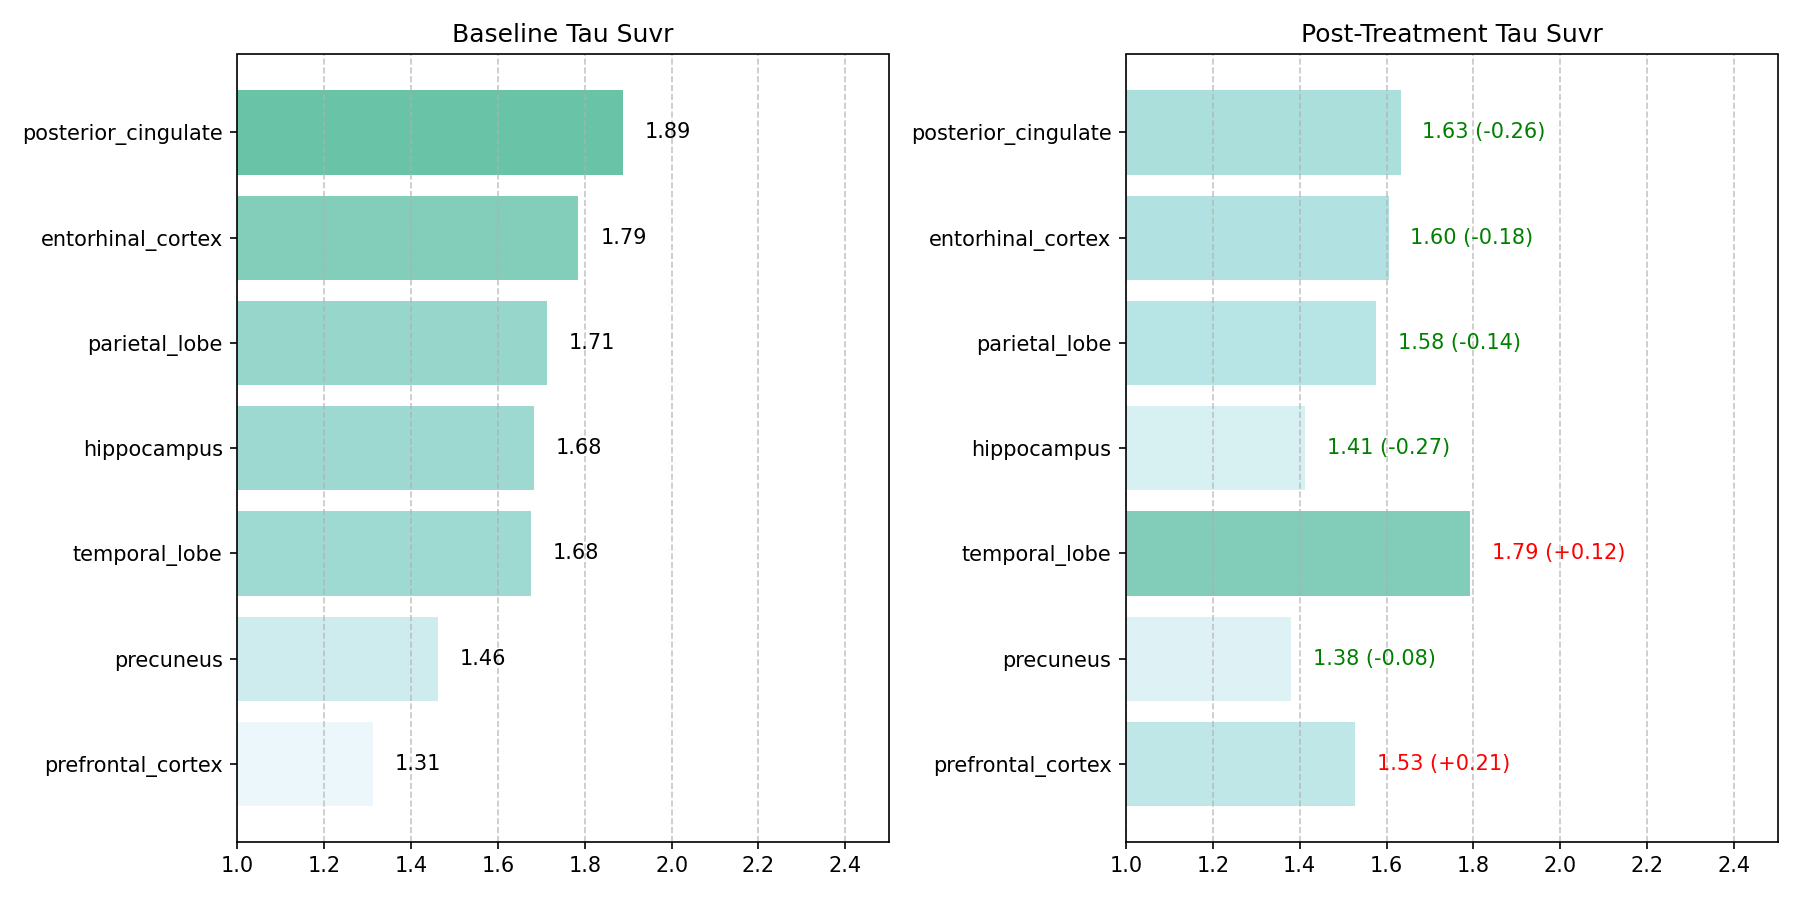 Baseline Tau Suvr
posterior_cingulate 1.89
entorhinal_cortex 1.79
parietal_lobe 1.71
hippocampus 1.68
temporal_lobe 1.68
precuneus 1.46
prefrontal_cortex 1.31
1.0 1.2 1.4 1.6 1.8 2.0 2.2 2.4
Post-Treatment Tau Suvr
posterior_cingulate 1.63 (-0.26)
entorhinal_cortex 1.60 (-0.18)
parietal_lobe 1.58 (-0.14)
hippocampus 1.41 (-0.27)
temporal_lobe 1.79 (+0.12)
precuneus 1.38 (-0.08)
prefrontal_cortex 1.53 (+0.21)
1.0 1.2 1.4 1.6 1.8 2.0 2.2 2.4